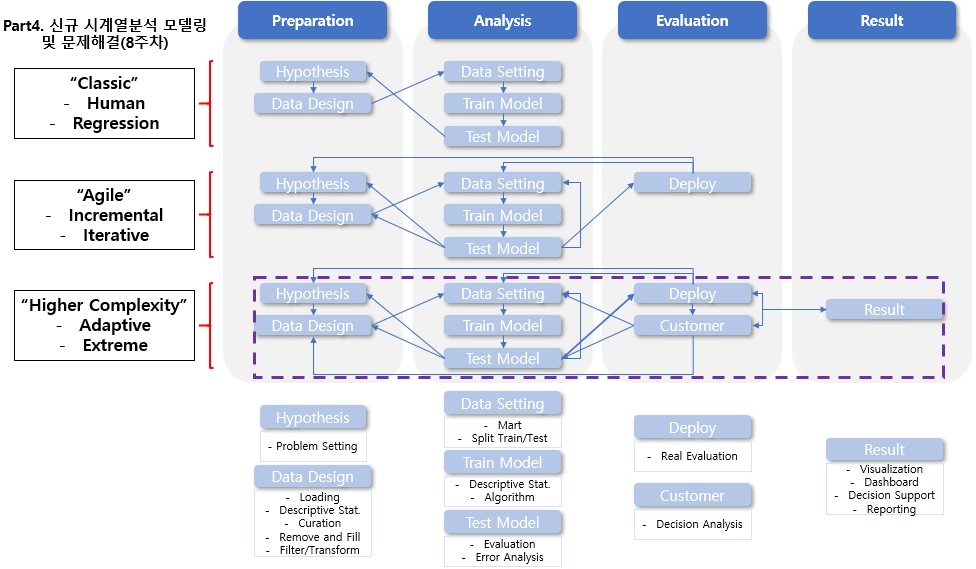 Part4. 신규 시계열분석 모델링
및 문제해결(8주차)
Preparation
Analysis
Evaluation
Result
“Classic”
- Human
- Regression
Hypothesis
Data Design
Data Setting
Train Model
Test Model
“Agile”
- Incremental
- Iterative
Hypothesis
Data Design
Data Setting
Train Model
Test Model
Deploy
“Higher Complexity”
- Adaptive
- Extreme
Hypothesis
Data Design
Data Setting
Train Model
Test Model
Deploy
Customer
Result
Hypothesis
- Problem Setting
Data Design
- Loading
- Descriptive Stat.
- Curation
- Remove and Fill
- Filter/Transform
Data Setting
- Mart
- Split Train/Test
Train Model
- Descriptive Stat.
- Algorithm
Test Model
- Evaluation
- Error Analysis
Deploy
- Real Evaluation
Customer
- Decision Analysis
Result
- Visualization
- Dashboard
- Decision Support
- Reporting